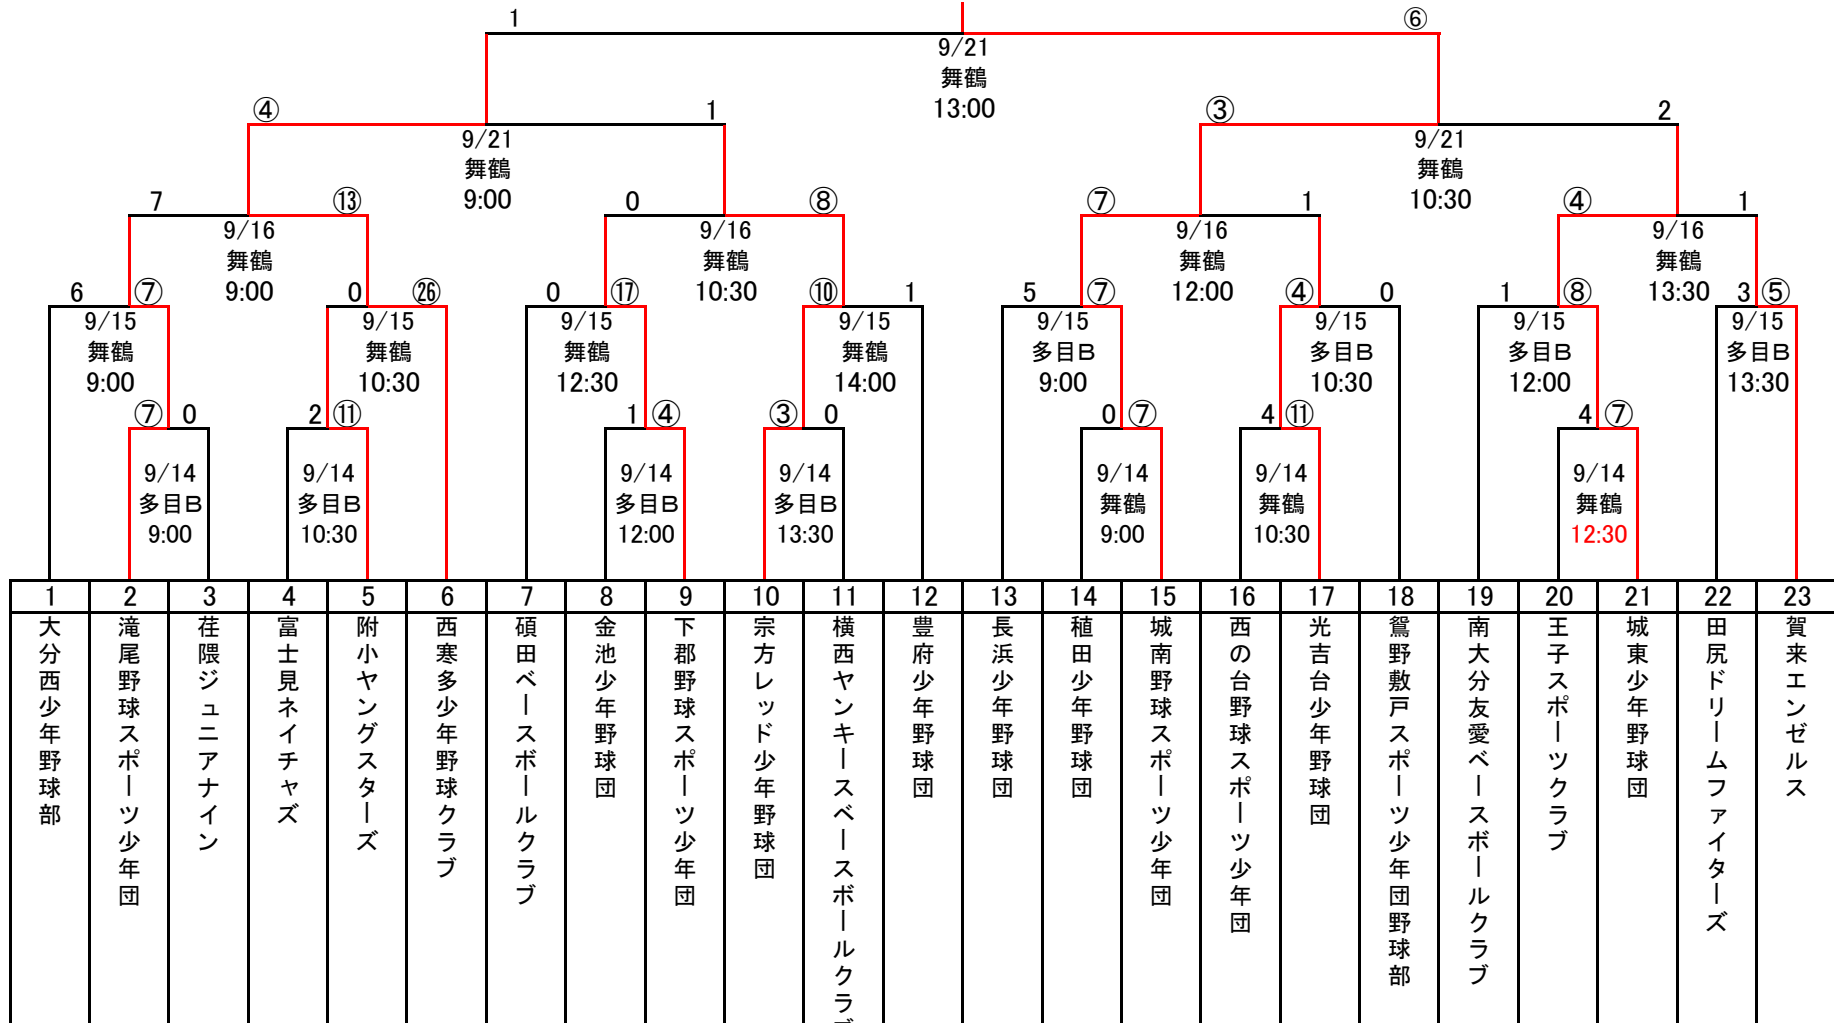 1 ⑥
9/21
舞鶴
13:00
④ 1 ③ 2
9/21 9/21
舞鶴 舞鶴
9:00 10:30
7 ⑬ 0 ⑧ ⑦ 1 ④ 1
9/16 9/16 9/16 9/16
舞鶴 舞鶴 舞鶴 舞鶴
9:00 10:30 12:00 13:30
6 ⑦ 0 ㉖ 0 ⑰ ⑩ 1 5 ⑦ ④ 0 1 ⑧ 3 ⑤
9/15 9/15 9/15 9/15 9/15 9/15 9/15 9/15
舞鶴 舞鶴 舞鶴 舞鶴 多目B 多目B 多目B 多目B
9:00 10:30 12:30 14:00 9:00 10:30 12:00 13:30
⑦ 0 2 ⑪ 1 ④ ③ 0 0 ⑦ 4 ⑪ 4 ⑦
9/14 9/14 9/14 9/14 9/14 9/14 9/14
多目B 多目B 多目B 多目B 舞鶴 舞鶴 舞鶴
9:00 10:30 12:00 13:30 9:00 10:30 12:30
1 2 3 4 5 6 7 8 9 10 11 12 13 14 15 16 17 18 19 20 21 22 23
大分西少年野球部
滝尾野球スポーツ少年団
荏隈ジュニアナイン
富士見ネイチャズ
附小ヤングスターズ
西寒多少年野球クラブ
碩田ベースボールクラブ
金池少年野球団
下郡野球スポーツ少年団
宗方レッド少年野球団
横西ヤンキースベースボールクラブ
豊府少年野球団
長浜少年野球団
稙田少年野球団
城南野球スポーツ少年団
西の台野球スポーツ少年団
光吉台少年野球団
鴛野敷戸スポーツ少年団野球部
南大分友愛ベースボールクラブ
王子スポーツクラブ
城東少年野球団
田尻ドリームファイターズ
賀来エンゼルス